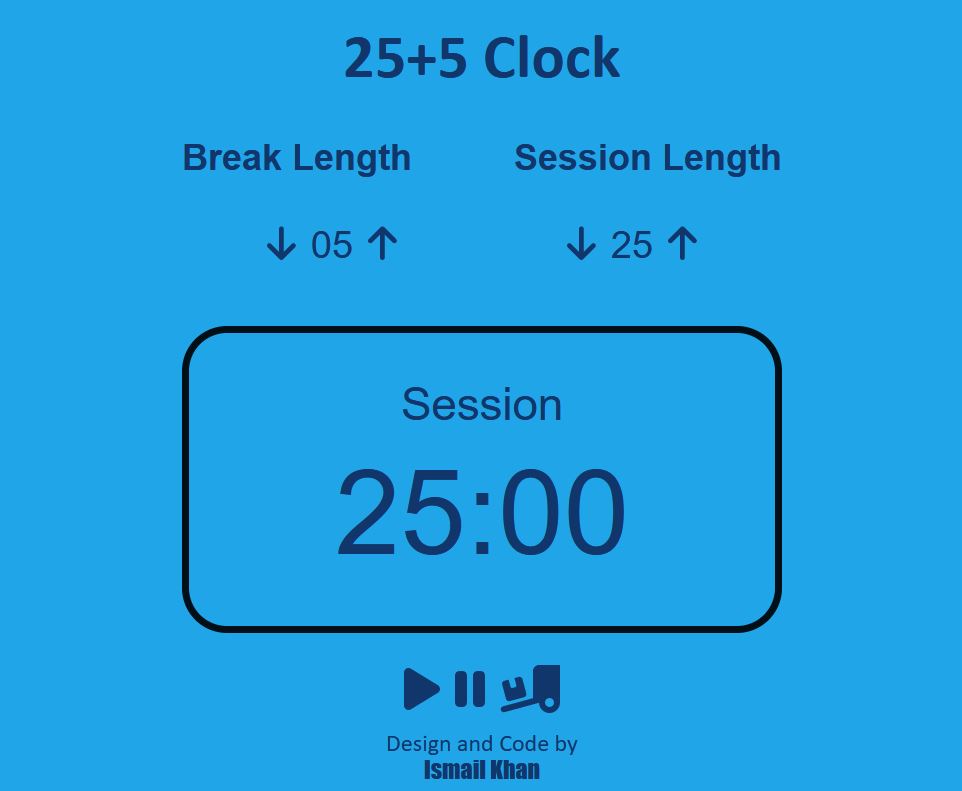 25+5 Clock
Break Length Session Length
05 25
Session
25:00
Design and Code by
Ismail Khan